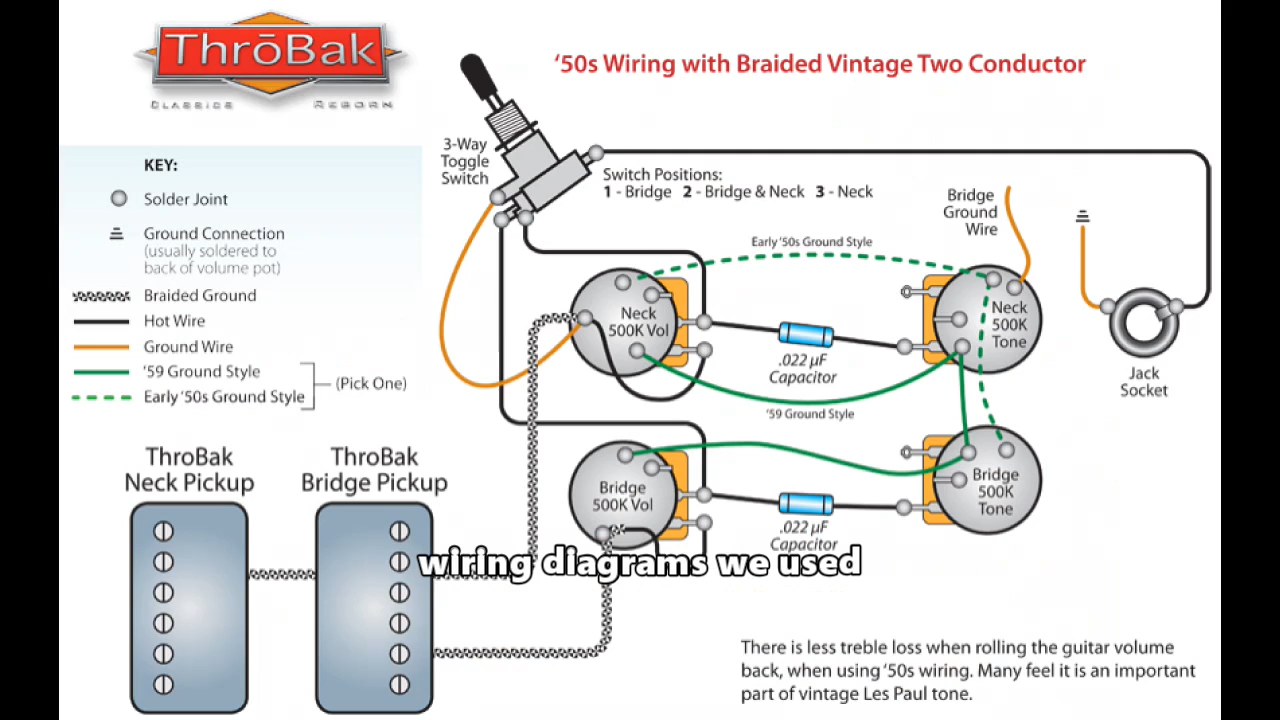 ThrōBak
CLASSICS REBORN
'50s Wiring with Braided Vintage Two Conductor
KEY:
Solder Joint
Ground Connection
(usually soldered to
back of volume pot)
Braided Ground
Hot Wire
Ground Wire
'59 Ground Style
(Pick One)
Early '50s Ground Style
3-Way
Toggle
Switch
Switch Positions:
1 - Bridge 2 - Bridge & Neck 3 - Neck
Early '50s Ground Style
Bridge
Ground
Wire
Neck
500K Vol
.022 µF
Capacitor
Neck
500K
Tone
Jack
Socket
'59 Ground Style
ThroBak
Neck Pickup
ThroBak
Bridge Pickup
Bridge
500K Vol
.022 µF
Capacitor
Bridge
500K
Tone
wiring diagrams we used
There is less treble loss when rolling the guitar volume
back, when using '50s wiring. Many feel it is an important
part of vintage Les Paul tone.